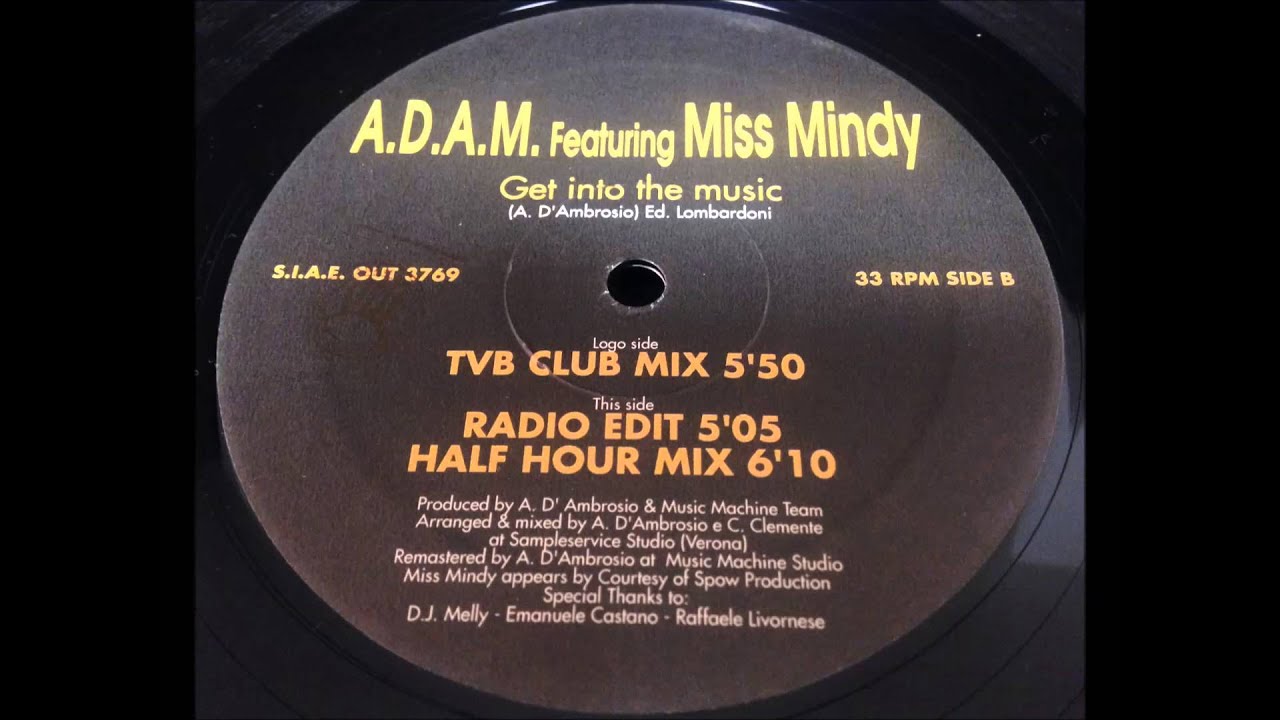 A.D.A.M. Featuring Miss Mindy
Get into the music
(A. D'Ambrosio) Ed. Lombardoni
S.I.A.E. OUT 3769
33 RPM SIDE B
Logo side
TVB CLUB MIX 5'50
This side
RADIO EDIT 5'05
HALF HOUR MIX 6'10
Produced by A. D' Ambrosio & Music Machine Team
Arranged & mixed by A. D'Ambrosio e C. Clemente
at Sampleservice Studio (Verona)
Remastered by A. D'Ambrosio at Music Machine Studio
Miss Mindy appears by Courtesy of Spow Production
Special Thanks to:
D.J. Melly - Emanuele Castano - Raffaele Livornese